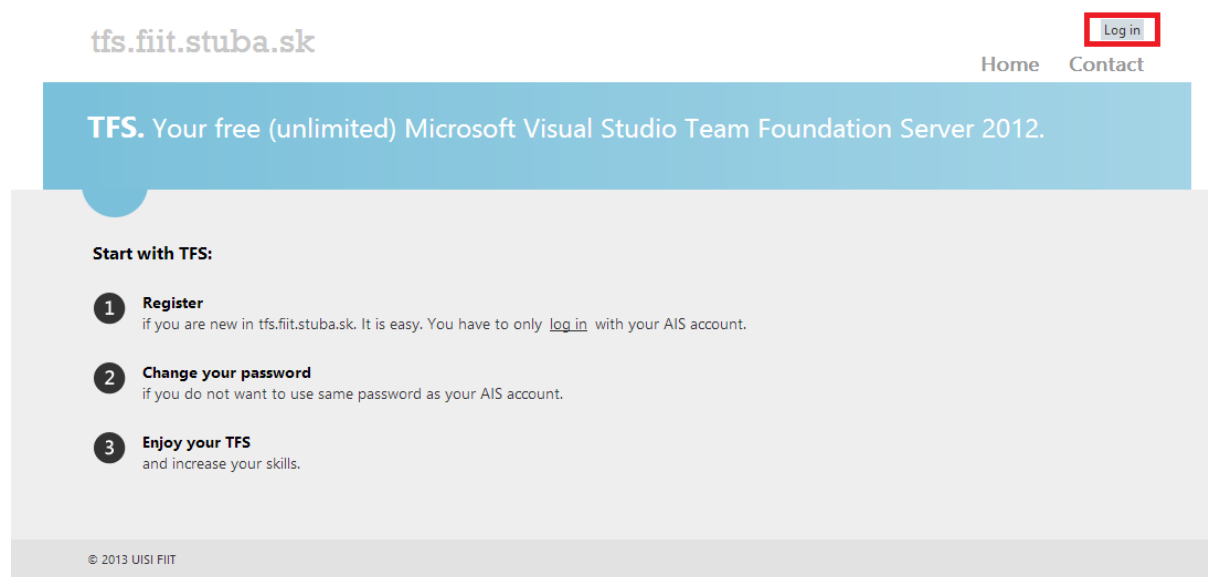 tfs.fiit.stuba.sk
Log in
Home Contact
TFS. Your free (unlimited) Microsoft Visual Studio Team Foundation Server 2012.
Start with TFS:
1 Register
if you are new in tfs.fiit.stuba.sk. It is easy. You have to only log in with your AIS account.
2 Change your password
if you do not want to use same password as your AIS account.
3 Enjoy your TFS
and increase your skills.
© 2013 UISI FIIT